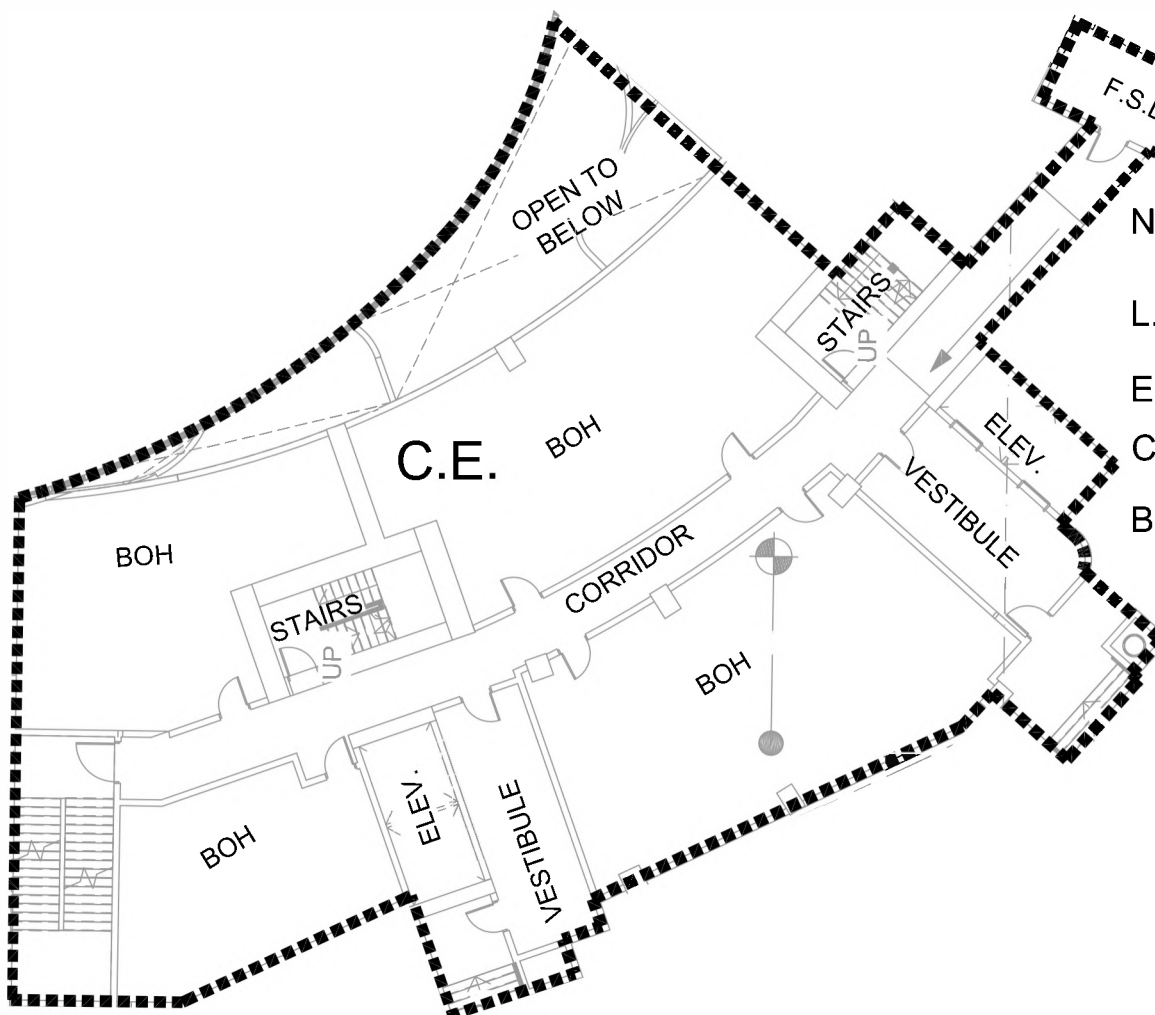 F.S.
OPEN TO
BELOW
N
STAIRS
UP
L.
E
ELEV.
C.E.
BOH
C
VESTIBULE
B
BOH
CORRIDOR
STAIRS
UP
BOH
ELEV.
VESTIBULE
BOH